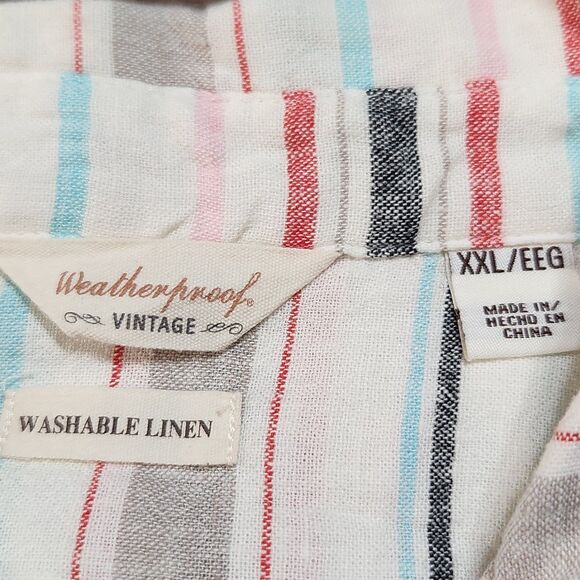 Weatherproof®
VINTAGE
WASHABLE LINEN
XXL/EEG
MADE IN/
HECHO EN
CHINA